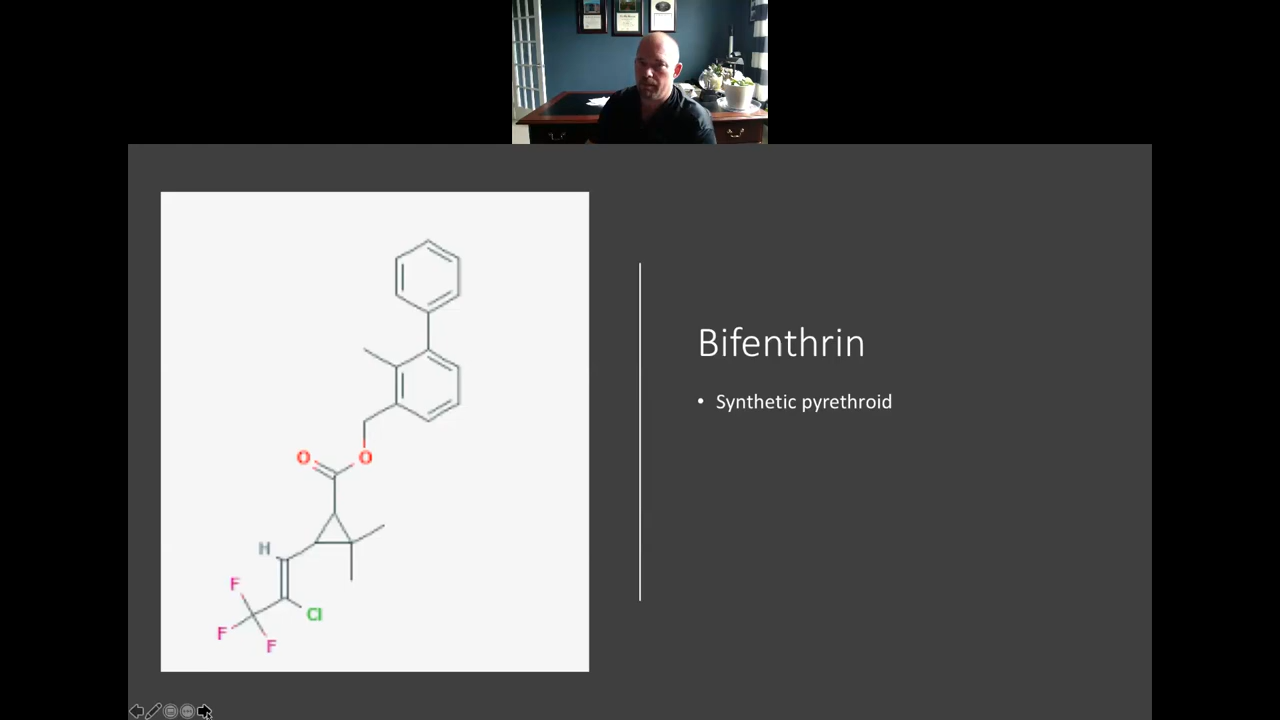 Bifenthrin
• Synthetic pyrethroid
O
O
H
F
Cl
F
F